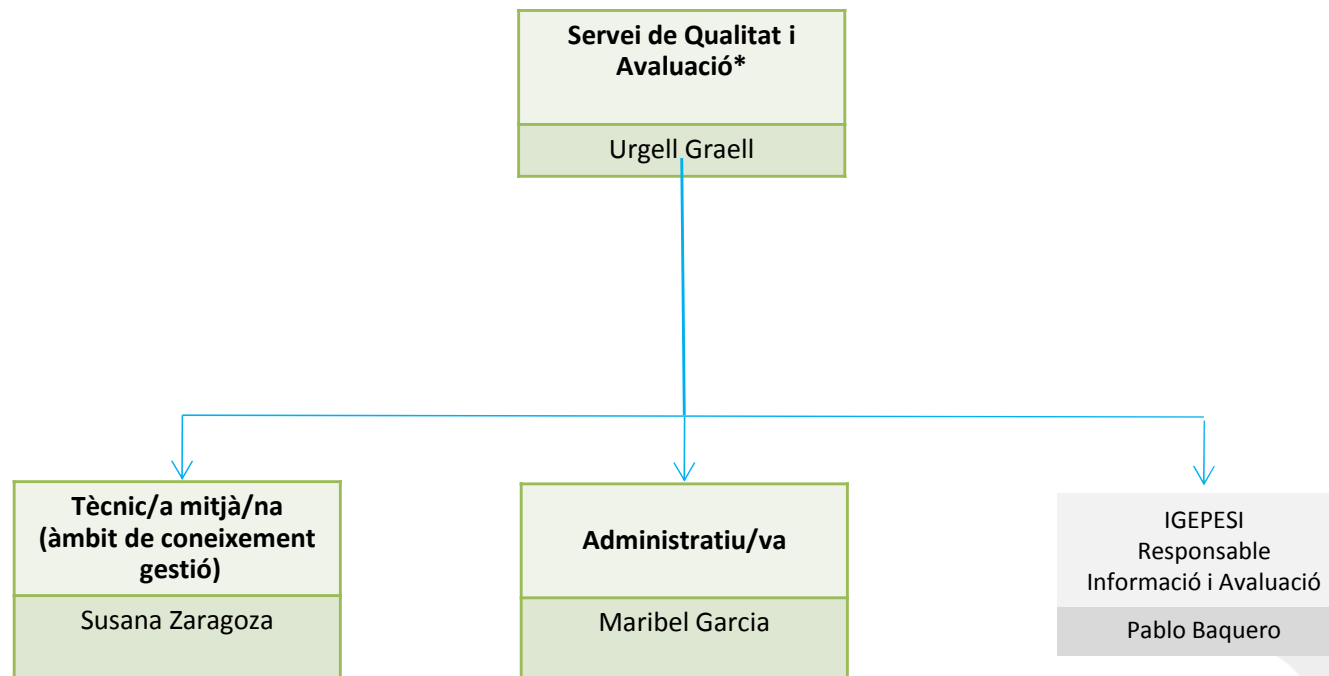 Servei de Qualitat i
Avaluació*
Urgell Graell
Tècnic/a mitjà/na
(àmbit de coneixement
gestió)
Susana Zaragoza
Administratiu/va
Maribel Garcia
IGEPESI
Responsable
Informació i Avaluació
Pablo Baquero